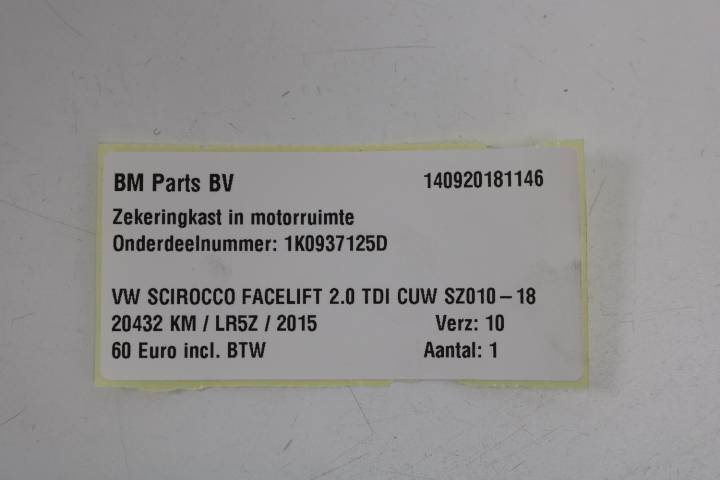 BM Parts BV 140920181146
Zekeringkast in motorruimte
Onderdeelnummer: 1K0937125D
VW SCIROCCO FACELIFT 2.0 TDI CUW SZ010 – 18
20432 KM / LR5Z / 2015 Verz: 10
60 Euro incl. BTW Aantal: 1